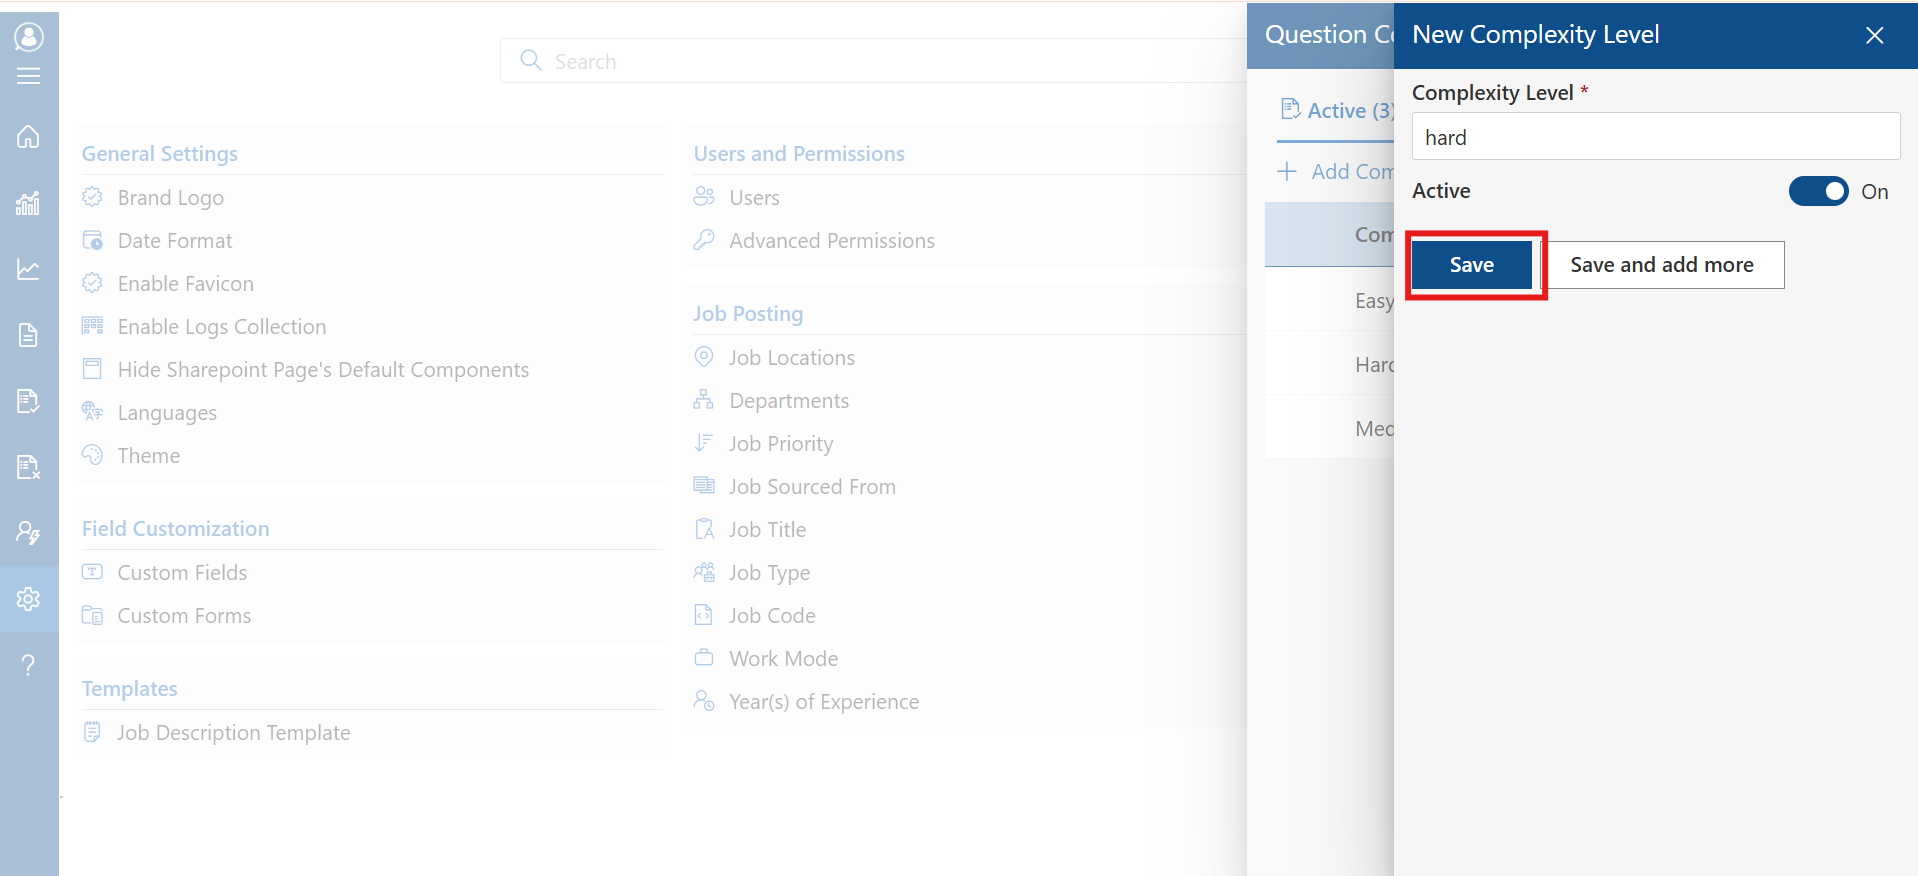 Search
General Settings
Brand Logo
Date Format
Enable Favicon
Enable Logs Collection
Hide Sharepoint Page's Default Components
Languages
Theme
Field Customization
Custom Fields
Custom Forms
Templates
Job Description Template
Users and Permissions
Users
Advanced Permissions
Job Posting
Job Locations
Departments
Job Priority
Job Sourced From
Job Title
Job Type
Job Code
Work Mode
Year(s) of Experience
Question Co
Active (3)
Add Com
Com
Easy
Hard
Med
New Complexity Level
Complexity Level *
hard
Active
On
Save
Save and add more